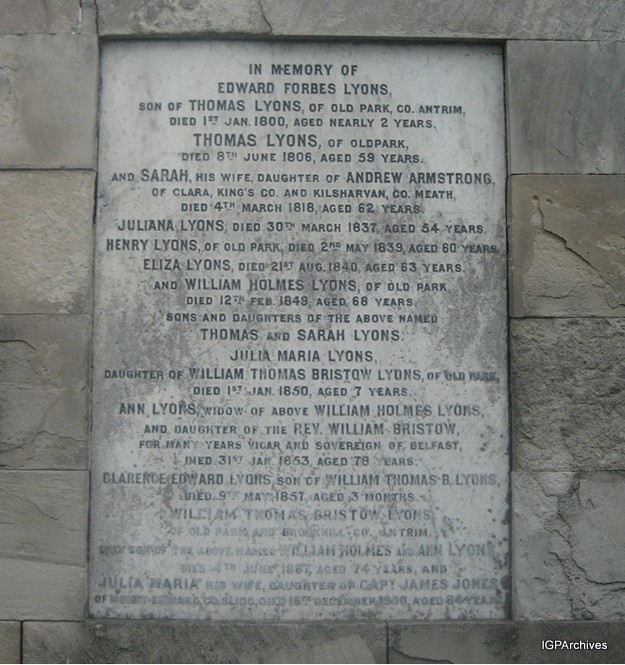 IN MEMORY OF
EDWARD FORBES LYONS,
SON OF THOMAS LYONS, OF OLD PARK, CO. ANTRIM,
DIED 1ST JAN. 1800, AGED NEARLY 2 YEARS.
THOMAS LYONS, OF OLDPARK,
DIED 8TH JUNE 1806, AGED 59 YEARS.
AND SARAH, HIS WIFE, DAUGHTER OF ANDREW ARMSTRONG,
OF CLARA, KING'S CO. AND KILSHARVAN, CO. MEATH,
DIED 4TH MARCH 1818, AGED 62 YEARS.
JULIANA LYONS, DIED 30TH MARCH 1837, AGED 54 YEARS.
HENRY LYONS, OF OLD PARK, DIED 2ND MAY 1839, AGED 60 YEARS.
ELIZA LYONS, DIED 21ST AUG. 1840, AGED 63 YEARS.
AND WILLIAM HOLMES LYONS, OF OLD PARK,
DIED 12TH FEB. 1849, AGED 68 YEARS.
SONS AND DAUGHTERS OF THE ABOVE NAMED
THOMAS AND SARAH LYONS.
JULIA MARIA LYONS,
DAUGHTER OF WILLIAM THOMAS BRISTOW LYONS, OF OLD PARK,
DIED 1ST JAN. 1850, AGED 7 YEARS.
ANN LYONS, WIDOW OF ABOVE WILLIAM HOLMES LYONS,
AND DAUGHTER OF THE REV. WILLIAM BRISTOW,
FOR MANY YEARS VICAR AND SOVEREIGN OF BELFAST,
DIED 31ST JAN. 1853, AGED 78 YEARS.
CLARENCE EDWARD LYONS, SON OF WILLIAM THOMAS B. LYONS,
DIED 9TH MAY 1857, AGED 3 MONTHS.
WILLIAM THOMAS BRISTOW LYONS,
OF OLD PARK AND BROOKHILL, CO. ANTRIM,
ONLY SON OF THE ABOVE NAMED WILLIAM HOLMES AND ANN LYONS,
DIED 4TH JUNE AGED 74 YEARS, AND
JULIA MARIA HIS WIFE, DAUGHTER OF CAPT JAMES JONES
OF CO. SLIGO, DIED 15TH DECEMBER AGED 84 YEARS.
IGPArchives